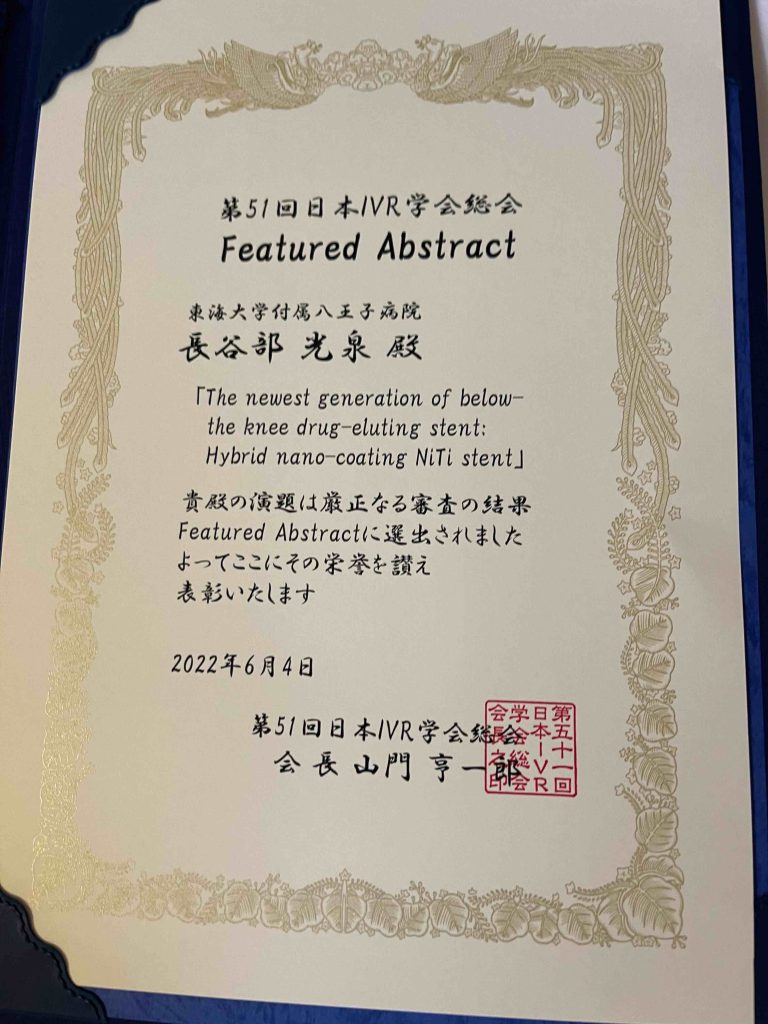 第51回日本IVR学会総会
Featured Abstract
東海大学付属八王子病院
長谷部 光泉 殿
「The newest generation of below-
the knee drug-eluting stent:
Hybrid nano-coating NiTi stent」
貴殿の演題は厳正なる審査の結果
Featured Abstractに選出されました
よってここにその栄誉を讃え
表彰いたします
2022年6月4日
第51回日本IVR学会総会
会長 山門 亨一郎
第五十一回
日本IVR
学会総会
会長之印